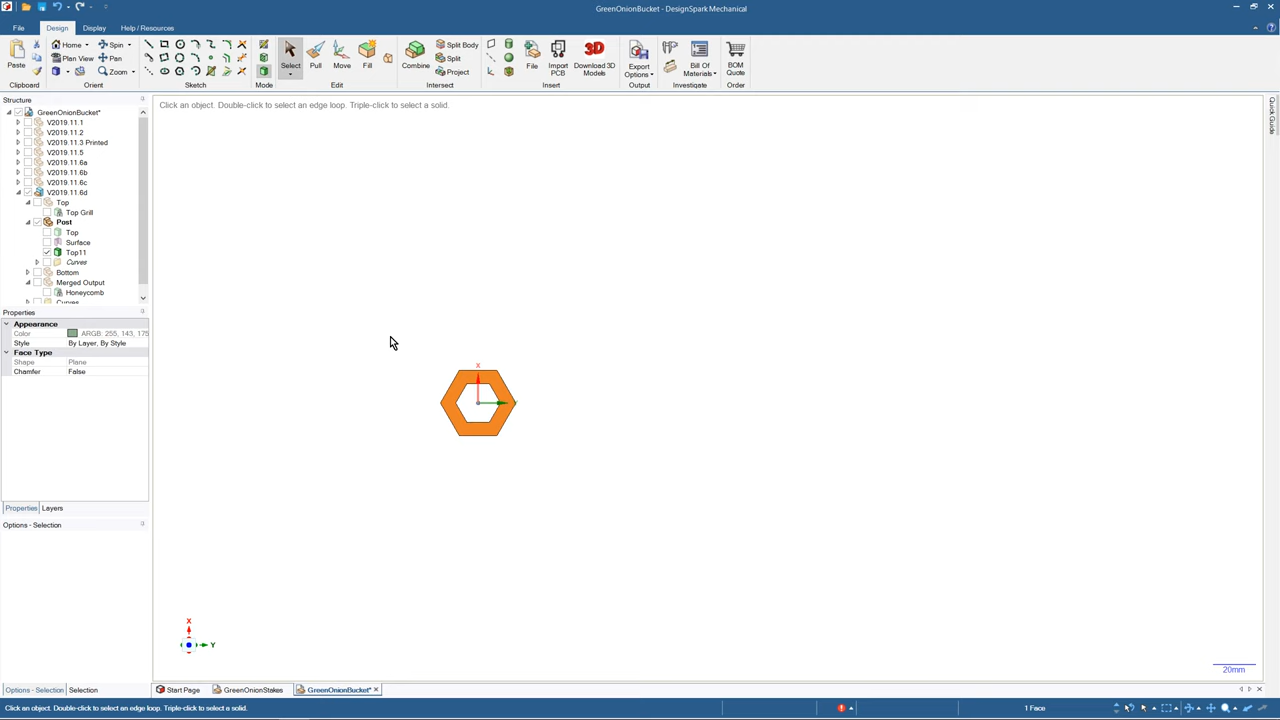 GreenOnionBucket - DesignSpark Mechanical
File Design Display Help / Resources
Home Spin
Plan View Pan
Zoom
Paste
Select Pull Move Fill
Combine
Split Body
Split
Project
File Import PCB Download 3D Models
Export Options
Bill Of Materials
BOM Quote
Clipboard Orient Sketch Mode Edit Intersect Insert Output Investigate Order
Structure
Click an object. Double-click to select an edge loop. Triple-click to select a solid.
Quick Guide
GreenOnionBucket*
V2019.11.1
V2019.11.2
V2019.11.3 Printed
V2019.11.5
V2019.11.6a
V2019.11.6b
V2019.11.6c
V2019.11.6d
Top
Top Grill
Post
Top
Surface
Top11
Curves
Bottom
Merged Output
Honeycomb
Curves
Properties
Appearance
Color ARGB: 255, 143, 175
Style By Layer, By Style
Face Type
Shape Plane
Chamfer False
X
Properties Layers
Options - Selection
X
Y
20mm
Options - Selection Selection
Start Page GreenOnionStakes GreenOnionBucket*
Click an object. Double-click to select an edge loop. Triple-click to select a solid.
1 Face